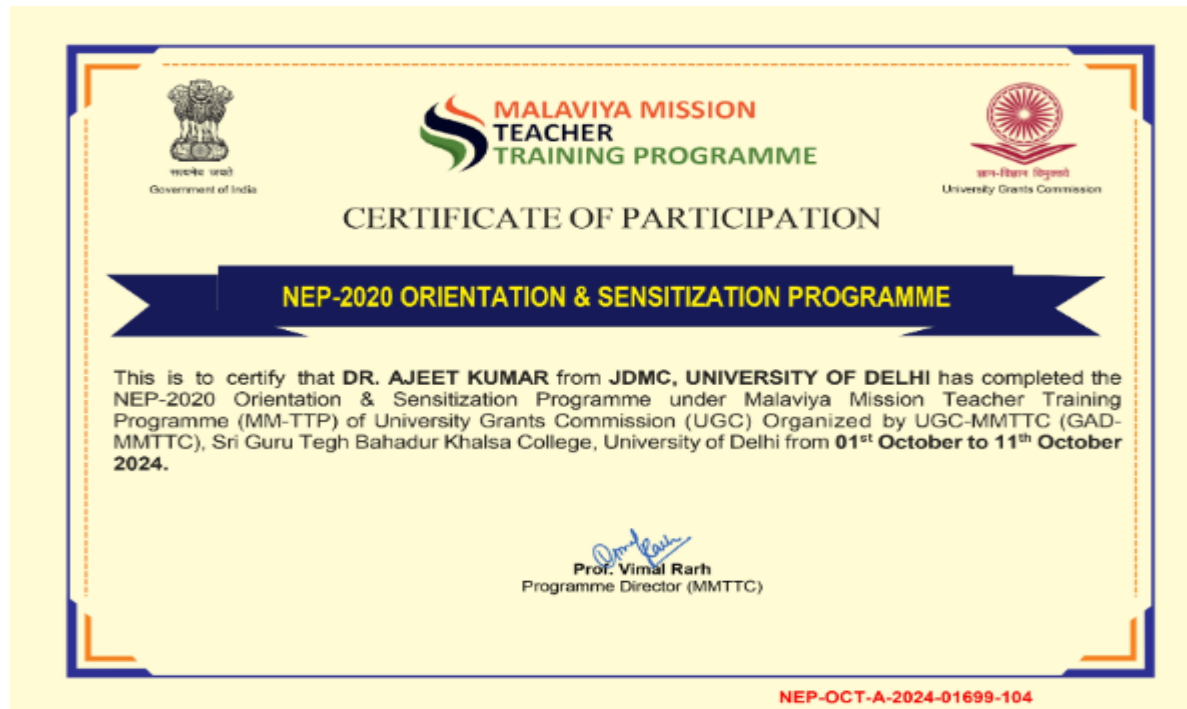 MALAVIYA MISSION
TEACHER
TRAINING PROGRAMME
सत्यमेव जयते
Government of India
ज्ञान-विज्ञान विमुक्तये
University Grants Commission
CERTIFICATE OF PARTICIPATION
NEP-2020 ORIENTATION & SENSITIZATION PROGRAMME
This is to certify that DR. AJEET KUMAR from JDMC, UNIVERSITY OF DELHI has completed the
NEP-2020 Orientation & Sensitization Programme under Malaviya Mission Teacher Training
Programme (MM-TTP) of University Grants Commission (UGC) Organized by UGC-MMTTC (GAD-
MMTTC), Sri Guru Tegh Bahadur Khalsa College, University of Delhi from 01st October to 11th October
2024.
Prof. Vimal Rarh
Programme Director (MMTTC)
NEP-OCT-A-2024-01699-104